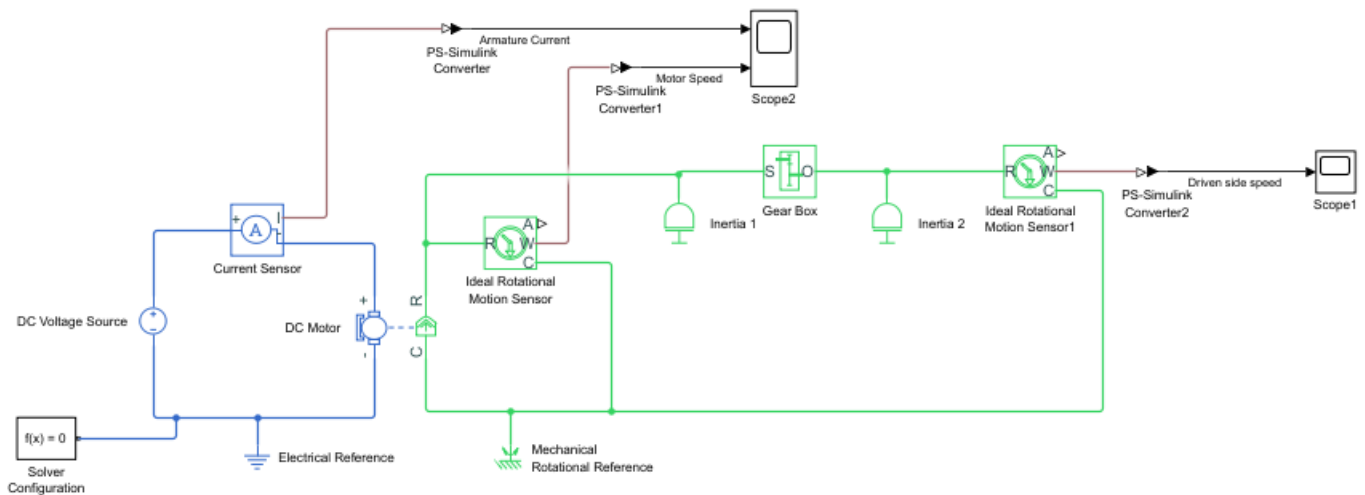 Armature Current
PS-Simulink
Converter
Motor Speed
PS-Simulink
Converter1
Scope2
S
O
Gear Box
Inertia 1
Inertia 2
R
A
W
C
Ideal Rotational
Motion Sensor1
PS-Simulink
Converter2
Driven side speed
Scope1
+
I
-
A
Current Sensor
R
A
W
C
Ideal Rotational
Motion Sensor
DC Voltage Source
+
-
DC Motor
+
-
R
C
f(x) = 0
Solver
Configuration
Electrical Reference
Mechanical
Rotational Reference